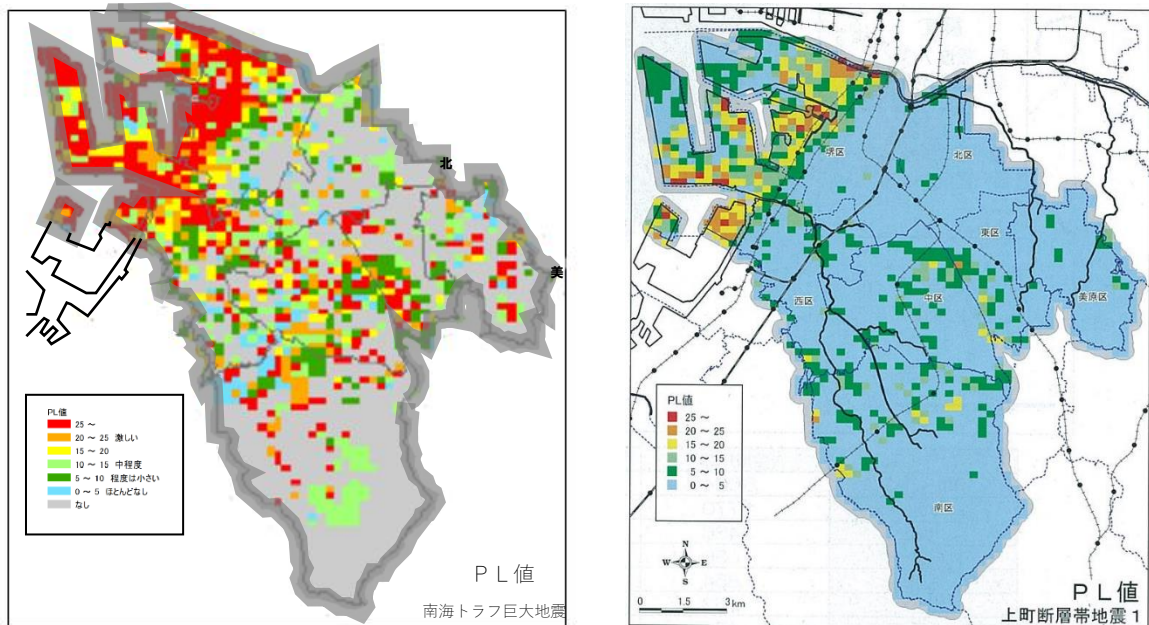 北
美
PL値
25 ～
20 ～ 25 激しい
15 ～ 20
10 ～ 15 中程度
5 ～ 10 程度は小さい
0 ～ 5 ほとんどなし
なし
ＰＬ値
南海トラフ巨大地震
堺区
北区
東区
中区
西区
美原区
南区
PL値
25 ～
20 ～ 25
15 ～ 20
10 ～ 15
5 ～ 10
0 ～ 5
N
W E
S
0 1.5 3 km
ＰＬ値
上町断層帯地震１